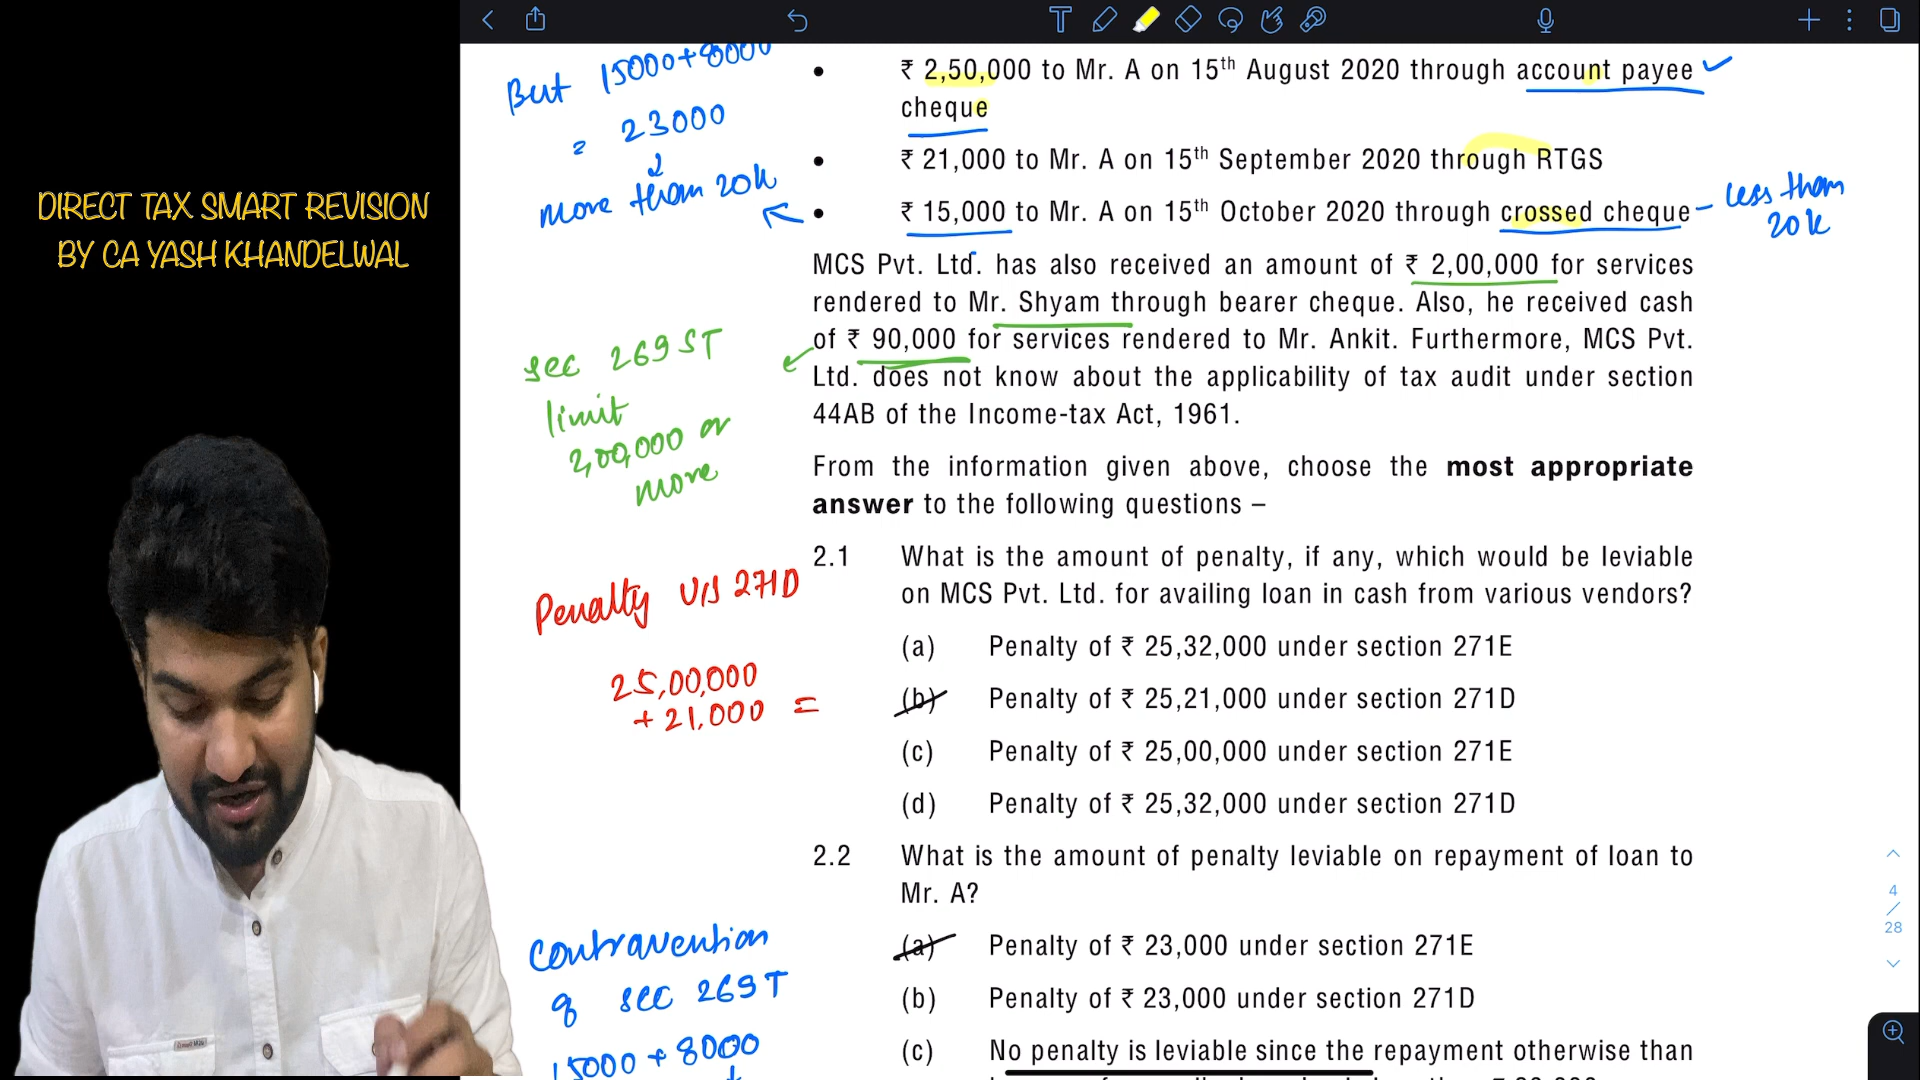 DIRECT TAX SMART REVISION
BY CA YASH KHANDELWAL
But 15000+8000
= 23000
more than 20k
• ₹ 2,50,000 to Mr. A on 15th August 2020 through account payee
cheque
• ₹ 21,000 to Mr. A on 15th September 2020 through RTGS
• ₹ 15,000 to Mr. A on 15th October 2020 through crossed cheque
– less than
20k
MCS Pvt. Ltd. has also received an amount of ₹ 2,00,000 for services
rendered to Mr. Shyam through bearer cheque. Also, he received cash
of ₹ 90,000 for services rendered to Mr. Ankit. Furthermore, MCS Pvt.
Ltd. does not know about the applicability of tax audit under section
44AB of the Income-tax Act, 1961.
sec 269 ST
limit
2,00,000 or
more
From the information given above, choose the most appropriate
answer to the following questions –
2.1 What is the amount of penalty, if any, which would be leviable
on MCS Pvt. Ltd. for availing loan in cash from various vendors?
Penalty U/S 271D
25,00,000
+ 21,000 =
(a) Penalty of ₹ 25,32,000 under section 271E
(b) Penalty of ₹ 25,21,000 under section 271D
(c) Penalty of ₹ 25,00,000 under section 271E
(d) Penalty of ₹ 25,32,000 under section 271D
2.2 What is the amount of penalty leviable on repayment of loan to
Mr. A?
Contravention
of sec 269T
15000 + 8000
(a) Penalty of ₹ 23,000 under section 271E
(b) Penalty of ₹ 23,000 under section 271D
(c) No penalty is leviable since the repayment otherwise than
4
/
28